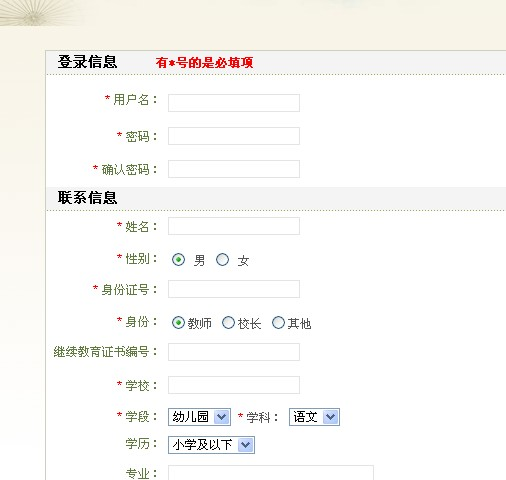 登录信息 有*号的是必填项
* 用户名：
* 密码：
* 确认密码：
联系信息
* 姓名：
* 性别： 男 女
* 身份证号：
* 身份： 教师 校长 其他
继续教育证书编号：
* 学校：
* 学段： 幼儿园 * 学科： 语文
学历： 小学及以下
专业：